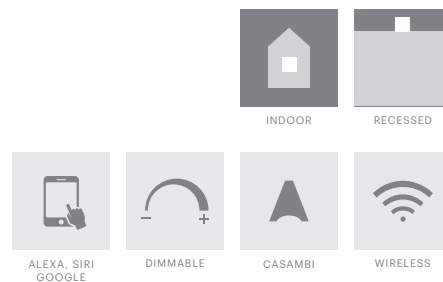 INDOOR
RECESSED
ALEXA, SIRI
GOOGLE
DIMMABLE
CASAMBI
WIRELESS